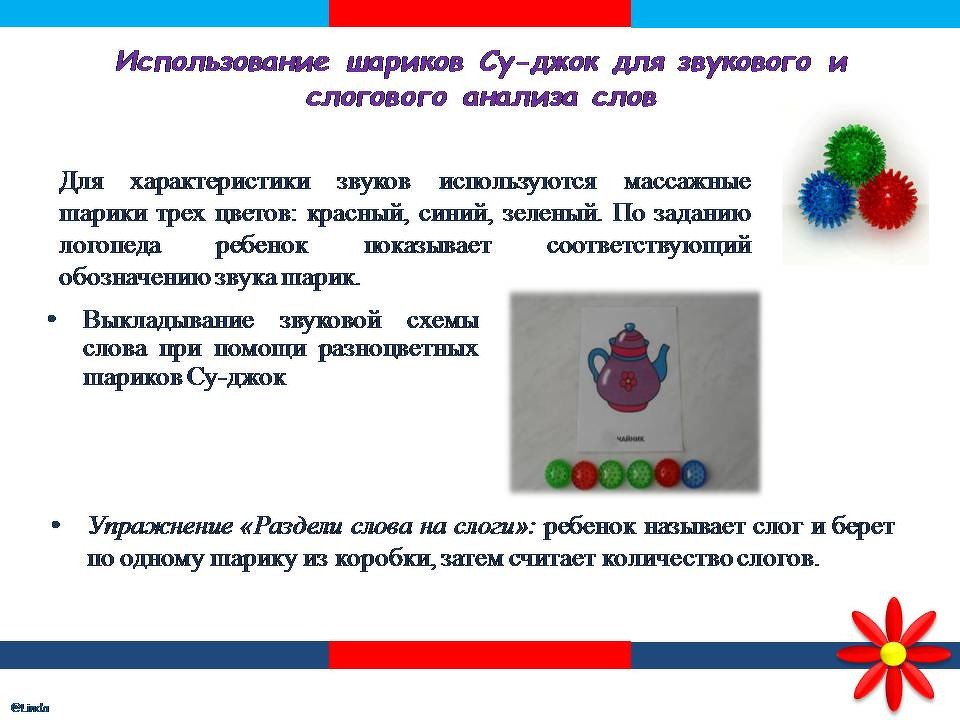 Использование шариков Су-джок для звукового и
слогового анализа слов
Для характеристики звуков используются массажные
шарики трех цветов: красный, синий, зеленый. По заданию
логопеда ребенок показывает соответствующий
обозначению звука шарик.
• Выкладывание звуковой схемы
слова при помощи разноцветных
шариков Су-джок
ЧАЙНИК
• Упражнение «Раздели слова на слоги»: ребенок называет слог и берет
по одному шарику из коробки, затем считает количество слогов.